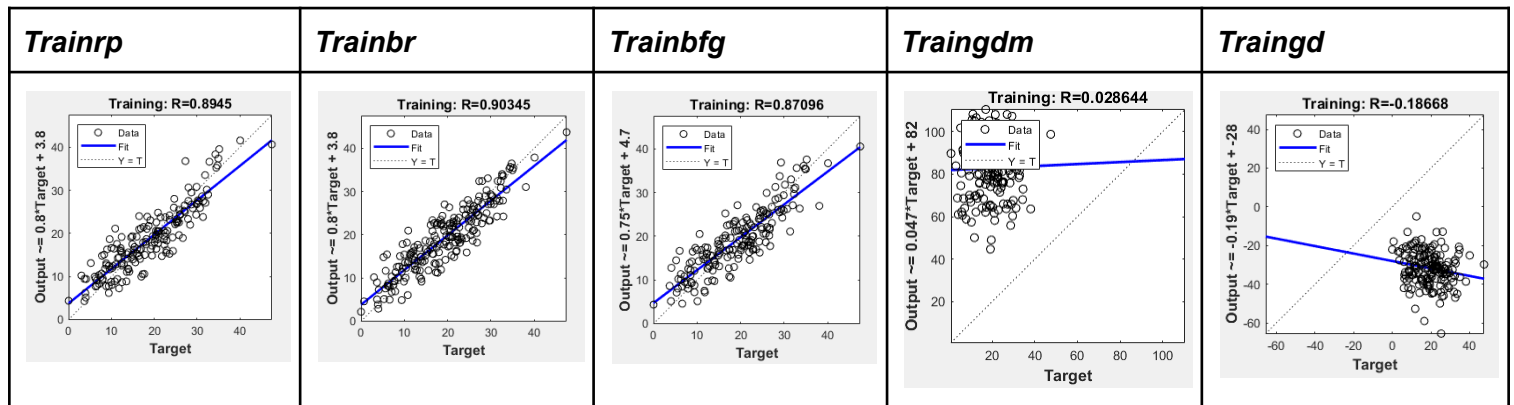 Trainrp
Trainbr
Trainbfg
Traingdm
Traingd
Training: R=0.8945
Output ~= 0.8*Target + 3.8
Data
Fit
Y = T
40
30
20
10
0
0 10 20 30 40
Target
Training: R=0.90345
Output ~= 0.8*Target + 3.8
Data
Fit
Y = T
40
30
20
10
0
0 10 20 30 40
Target
Training: R=0.87096
Output ~= 0.75*Target + 4.7
Data
Fit
Y = T
40
30
20
10
0
0 10 20 30 40
Target
Training: R=0.028644
Output ~= 0.047*Target + 82
Data
Fit
Y = T
100
80
60
40
20
20 40 60 80 100
Target
Training: R=-0.18668
Output ~= -0.19*Target + -28
Data
Fit
Y = T
40
20
0
-20
-40
-60
-60 -40 -20 0 20 40
Target